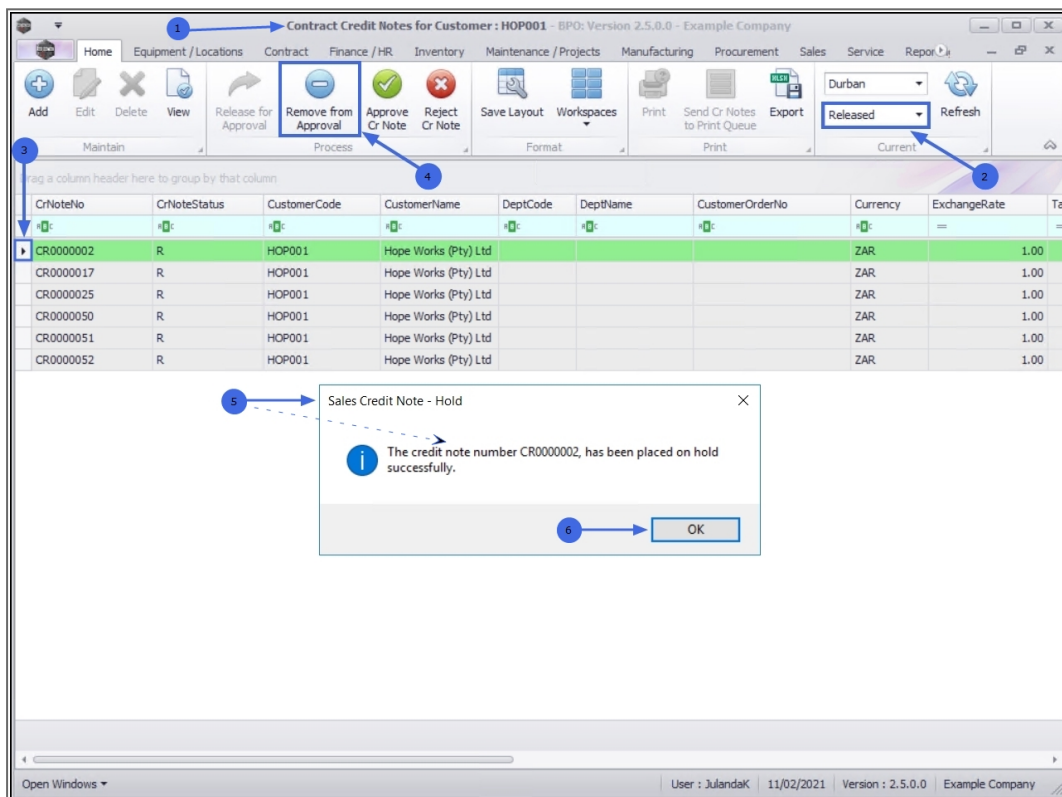 1
Contract Credit Notes for Customer : HOP001 - BPO: Version 2.5.0.0 - Example Company
Home Equipment / Locations Contract Finance / HR Inventory Maintenance / Projects Manufacturing Procurement Sales Service Repor
Add Edit Delete View Release for Approval Remove from Approval Approve Cr Note Reject Cr Note Save Layout Workspaces Print Send Cr Notes to Print Queue Export Durban Released Refresh
Maintain Process Format Print Current
3 4 2
Drag a column header here to group by that column
CrNoteNo CrNoteStatus CustomerCode CustomerName DeptCode DeptName CustomerOrderNo Currency ExchangeRate Ta
CR0000002 R HOP001 Hope Works (Pty) Ltd ZAR 1.00
CR0000017 R HOP001 Hope Works (Pty) Ltd ZAR 1.00
CR0000025 R HOP001 Hope Works (Pty) Ltd ZAR 1.00
CR0000050 R HOP001 Hope Works (Pty) Ltd ZAR 1.00
CR0000051 R HOP001 Hope Works (Pty) Ltd ZAR 1.00
CR0000052 R HOP001 Hope Works (Pty) Ltd ZAR 1.00
5 Sales Credit Note - Hold
The credit note number CR0000002, has been placed on hold
successfully.
6 OK
Open Windows User : JulandaK 11/02/2021 Version : 2.5.0.0 Example Company